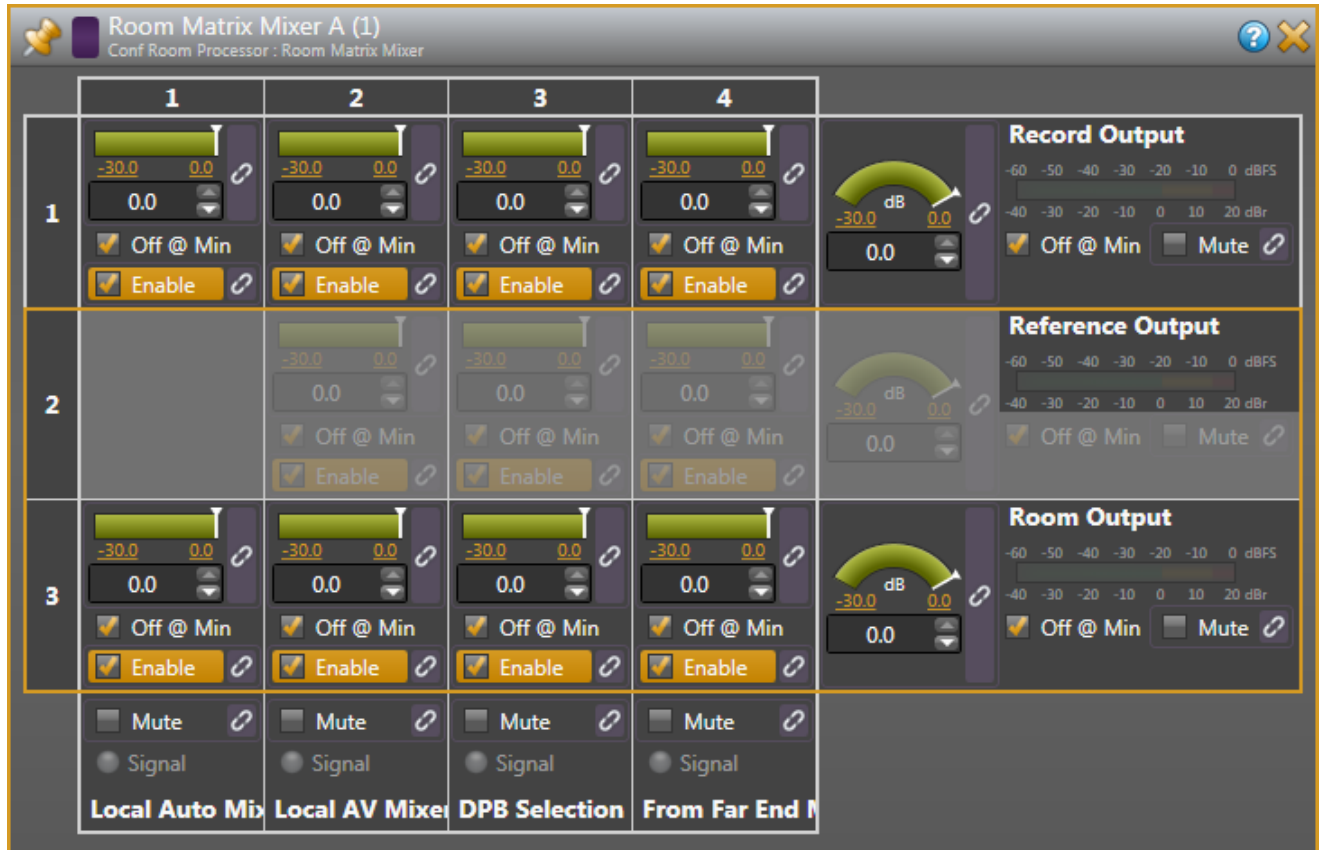 Room Matrix Mixer A (1)
Conf Room Processor : Room Matrix Mixer
1 2 3 4
1
-30.0 0.0 -30.0 0.0 -30.0 0.0 -30.0 0.0
0.0 0.0 0.0 0.0
Off @ Min Off @ Min Off @ Min Off @ Min
Enable Enable Enable Enable
dB
-30.0 0.0
0.0
Record Output
-60 -50 -40 -30 -20 -10 0 dBFS
-40 -30 -20 -10 0 10 20 dBr
Off @ Min Mute
2
-30.0 0.0 -30.0 0.0 -30.0 0.0
0.0 0.0 0.0
Off @ Min Off @ Min Off @ Min
Enable Enable Enable
dB
-30.0 0.0
0.0
Reference Output
-60 -50 -40 -30 -20 -10 0 dBFS
-40 -30 -20 -10 0 10 20 dBr
Off @ Min Mute
3
-30.0 0.0 -30.0 0.0 -30.0 0.0 -30.0 0.0
0.0 0.0 0.0 0.0
Off @ Min Off @ Min Off @ Min Off @ Min
Enable Enable Enable Enable
dB
-30.0 0.0
0.0
Room Output
-60 -50 -40 -30 -20 -10 0 dBFS
-40 -30 -20 -10 0 10 20 dBr
Off @ Min Mute
Mute Mute Mute Mute
Signal Signal Signal Signal
Local Auto Mix Local AV Mixer DPB Selection From Far End